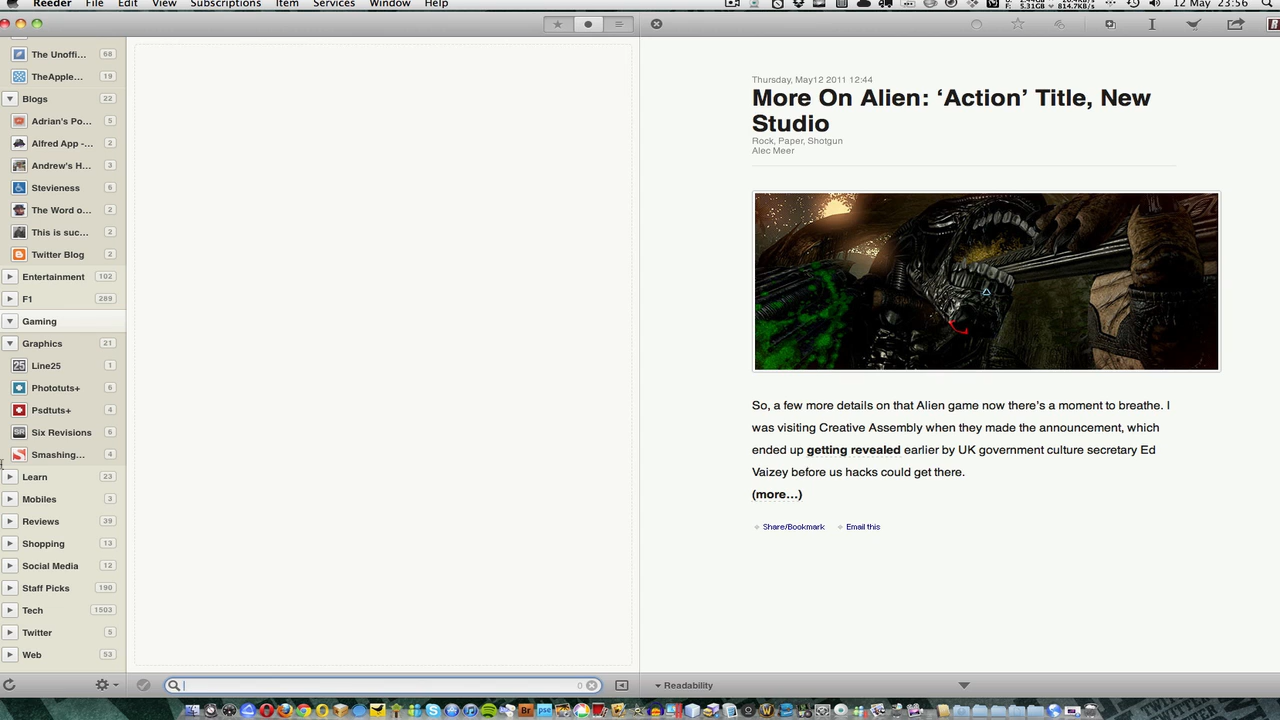 Reeder File Edit View Subscriptions Item Services Window Help
5.31GB 814.7KB/s 12 May 23:56
The Unoffi... 68
TheApple... 19
Blogs 22
Adrian's Po... 5
Alfred App -... 2
Andrew's H... 3
Stevieness 6
The Word o... 2
This is suc... 2
Twitter Blog 2
Entertainment 102
F1 289
Gaming
Graphics 21
Line25 1
Phototuts+ 6
Psdtuts+ 4
Six Revisions 6
Smashing... 4
Learn 23
Mobiles 3
Reviews 39
Shopping 13
Social Media 12
Staff Picks 190
Tech 1503
Twitter 5
Web 53
0
Thursday, May12 2011 12:44
More On Alien: ‘Action’ Title, New
Studio
Rock, Paper, Shotgun
Alec Meer
So, a few more details on that Alien game now there’s a moment to breathe. I
was visiting Creative Assembly when they made the announcement, which
ended up getting revealed earlier by UK government culture secretary Ed
Vaizey before us hacks could get there.
(more…)
Share/Bookmark Email this
Readability
Br pse